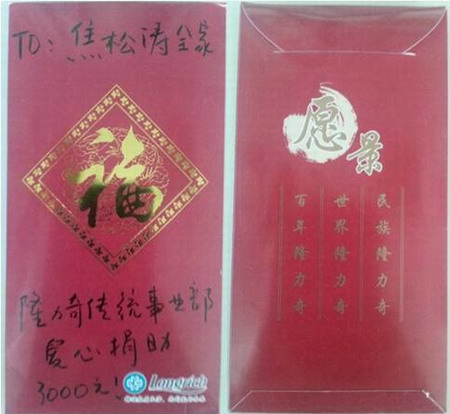 TO: 焦松涛全家
福
隆力奇传统事业部
爱心捐助
3000元!
Longrich
愿景
民族隆力奇
世界隆力奇
百年隆力奇